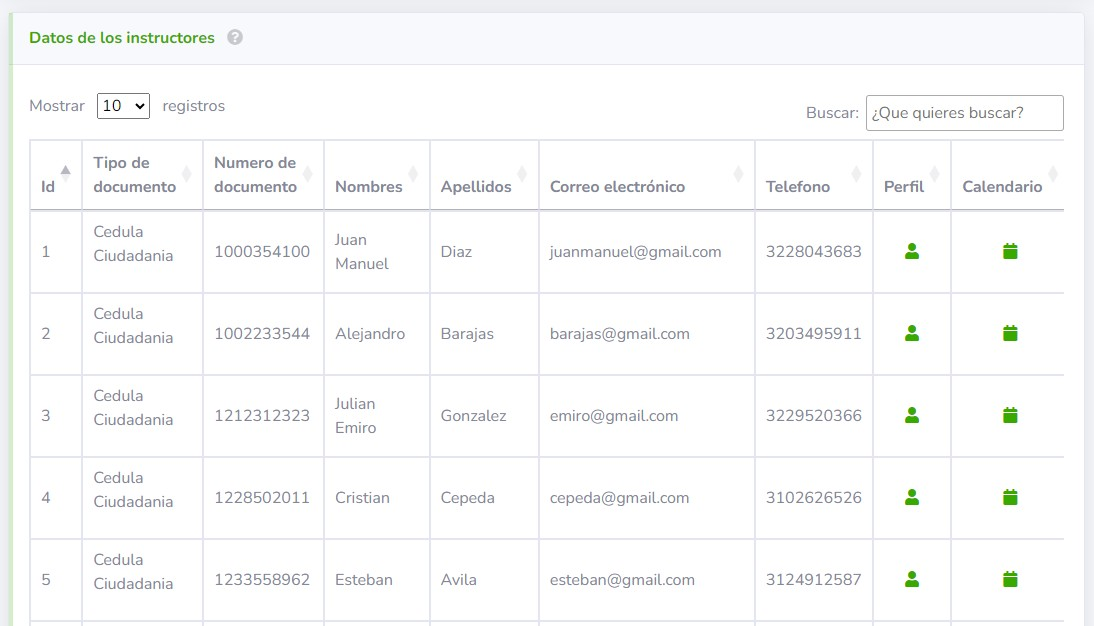 Datos de los instructores ?
Mostrar 10 registros
Buscar: ¿Que quieres buscar?
Id Tipo de documento Numero de documento Nombres Apellidos Correo electrónico Telefono Perfil Calendario
1 Cedula Ciudadania 1000354100 Juan Manuel Diaz juanmanuel@gmail.com 3228043683
2 Cedula Ciudadania 1002233544 Alejandro Barajas barajas@gmail.com 3203495911
3 Cedula Ciudadania 1212312323 Julian Emiro Gonzalez emiro@gmail.com 3229520366
4 Cedula Ciudadania 1228502011 Cristian Cepeda cepeda@gmail.com 3102626526
5 Cedula Ciudadania 1233558962 Esteban Avila esteban@gmail.com 3124912587